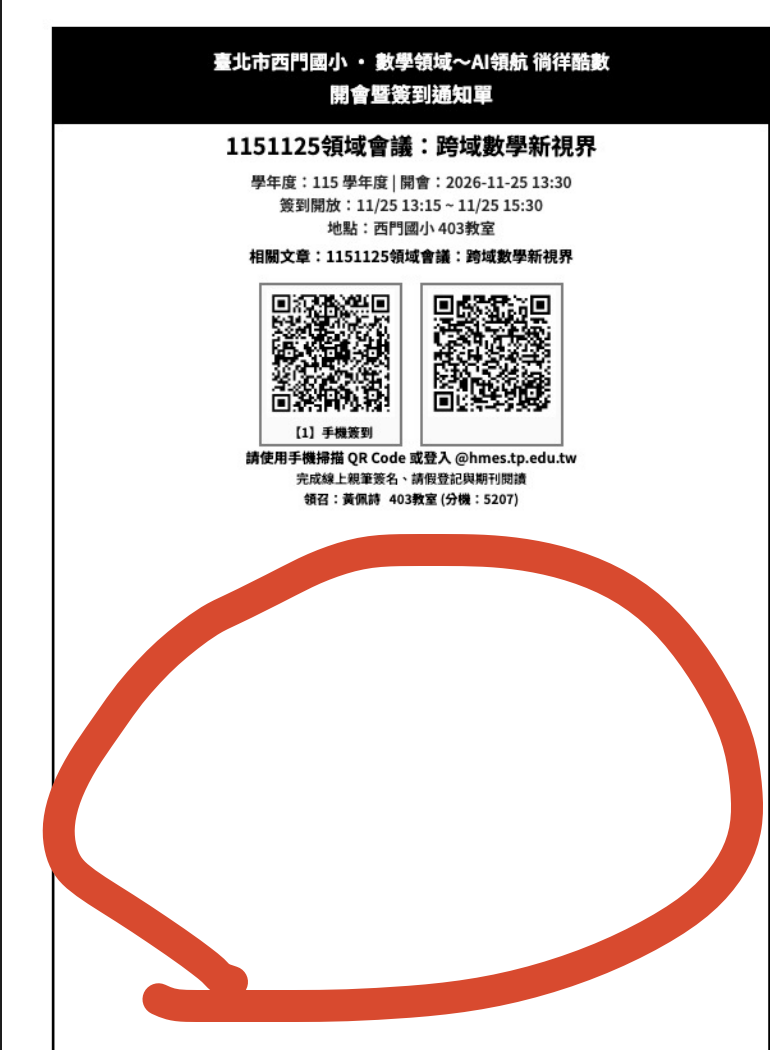 臺北市西門國小 · 數學領域～AI領航 徜徉酷數
開會暨簽到通知單
1151125領域會議：跨域數學新視界
學年度：115 學年度 | 開會：2026-11-25 13:30
簽到開放：11/25 13:15 ~ 11/25 15:30
地點：西門國小 403教室
相關文章：1151125領域會議：跨域數學新視界
【1】手機簽到
請使用手機掃描 QR Code 或登入 @hmes.tp.edu.tw
完成線上親筆簽名、請假登記與期刊閱讀
領召：黃佩詩 403教室 (分機：5207)